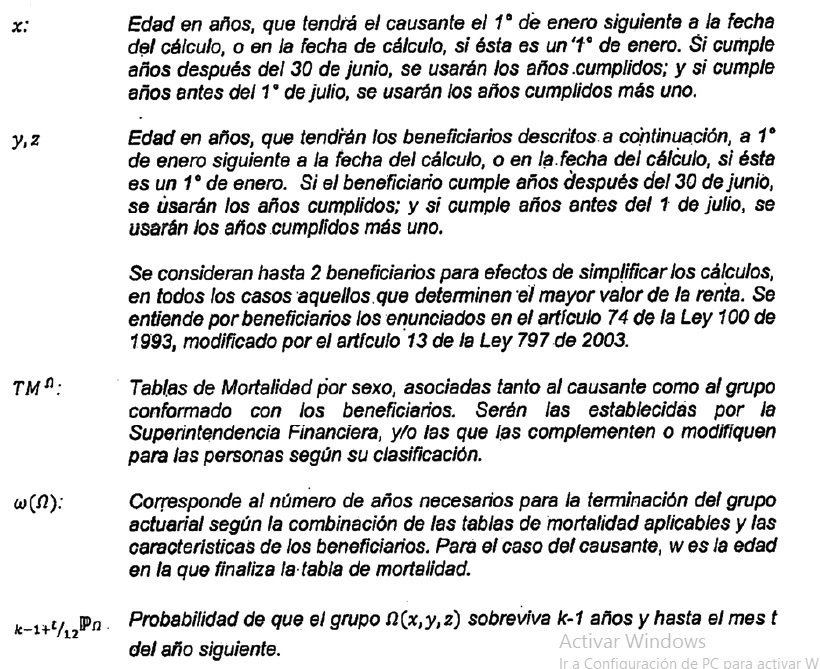 x: Edad en años, que tendrá el causante el 1° de enero siguiente a la fecha
del cálculo, o en la fecha de cálculo, si ésta es un 1° de enero. Si cumple
años después del 30 de junio, se usarán los años cumplidos; y si cumple
años antes del 1° de julio, se usarán los años cumplidos más uno.
y, z Edad en años, que tendrán los beneficiarios descritos a continuación, a 1°
de enero siguiente a la fecha del cálculo, o en la fecha del cálculo, si ésta
es un 1° de enero. Si el beneficiario cumple años después del 30 de junio,
se usarán los años cumplidos; y si cumple años antes del 1 de julio, se
usarán los años cumplidos más uno.
Se consideran hasta 2 beneficiarios para efectos de simplificar los cálculos,
en todos los casos aquellos que determinen el mayor valor de la renta. Se
entiende por beneficiarios los enunciados en el artículo 74 de la Ley 100 de
1993, modificado por el artículo 13 de la Ley 797 de 2003.
TM^Ω: Tablas de Mortalidad por sexo, asociadas tanto al causante como al grupo
conformado con los beneficiarios. Serán las establecidas por la
Superintendencia Financiera, y/o las que las complementen o modifiquen
para las personas según su clasificación.
ω(Ω): Corresponde al número de años necesarios para la terminación del grupo
actuarial según la combinación de las tablas de mortalidad aplicables y las
características de los beneficiarios. Para el caso del causante, w es la edad
en la que finaliza la tabla de mortalidad.
k−1+t/12 ℙΩ. Probabilidad de que el grupo Ω(x, y, z) sobreviva k-1 años y hasta el mes t
del año siguiente.
Activar Windows
Ir a Configuración de PC para activar W